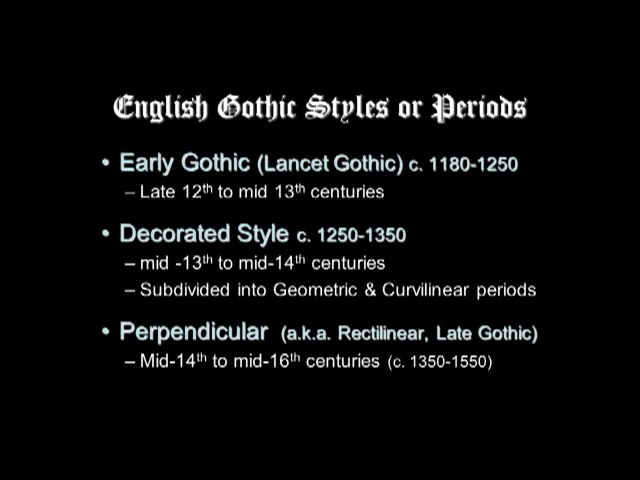 English Gothic Styles or Periods
• Early Gothic (Lancet Gothic) c. 1180-1250
– Late 12th to mid 13th centuries
• Decorated Style c. 1250-1350
– mid -13th to mid-14th centuries
– Subdivided into Geometric & Curvilinear periods
• Perpendicular (a.k.a. Rectilinear, Late Gothic)
– Mid-14th to mid-16th centuries (c. 1350-1550)